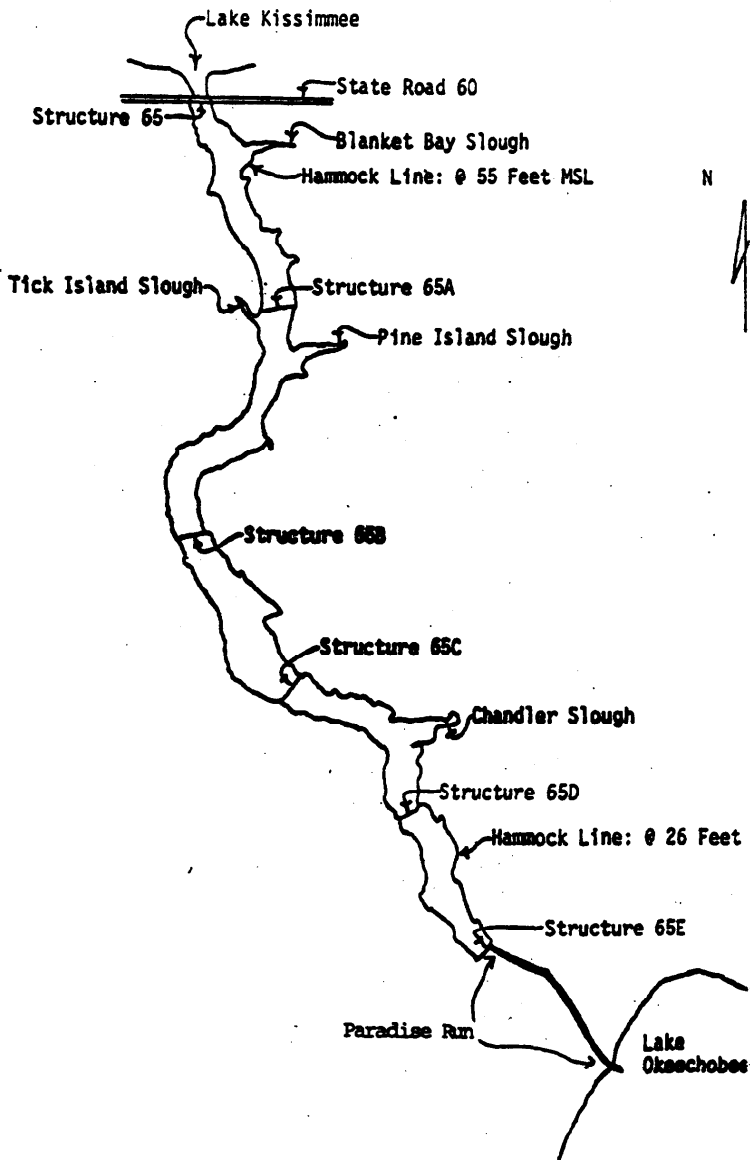 Lake Kissimmee
State Road 60
Structure 65
Blanket Bay Slough
Hammock Line: @ 55 Feet MSL
N
Tick Island Slough
Structure 65A
Pine Island Slough
Structure 65B
Structure 65C
Chandler Slough
Structure 65D
Hammock Line: @ 26 Feet
Structure 65E
Paradise Run
Lake
Okeechobee